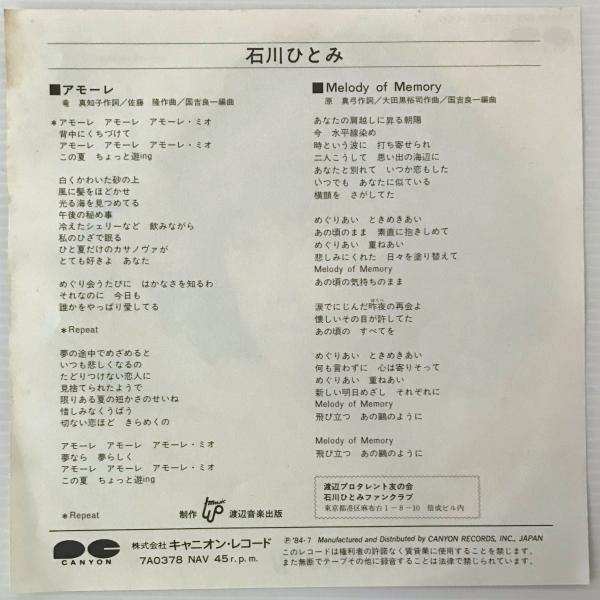 石川ひとみ
■アモーレ
竜 真知子作詞／佐藤 隆作曲／国吉良一編曲
＊アモーレ アモーレ アモーレ・ミオ
背中にくちづけて
アモーレ アモーレ アモーレ・ミオ
この夏 ちょっと遊ing
白くかわいた砂の上
風に髪をほどかせ
光る海を見つめてる
午後の秘め事
冷えたシェリーなど 飲みながら
私のひざで眠る
ひと夏だけのカサノヴァが
とても好きよ あなた
めぐり会うたびに はかなさを知るわ
それなのに 今日も
誰かをやっぱり愛してる
＊Repeat
夢の途中でめざめると
いつも悲しくなるの
たどりつけない恋人に
見捨てられたようで
限りある夏の短かさのせいね
惜しみなくうばう
切ない恋ほど きらめくの
アモーレ アモーレ アモーレ・ミオ
夢なら 夢らしく
アモーレ アモーレ アモーレ・ミオ
この夏 ちょっと遊ing
＊Repeat
制作 music 渡辺音楽出版
■Melody of Memory
原 真弓作詞／大田黒裕司作曲／国吉良一編曲
あなたの肩越しに昇る朝陽
今 水平線染め
時という波に 打ち寄せられ
二人こうして 思い出の海辺に
あなたと別れて いつか恋もした
いつでも あなたに似ている
横顔を さがしてた
めぐりあい ときめきあい
あの頃のまま 素直に抱きしめて
めぐりあい 重ねあい
悲しみにくれた 日々を塗り替えて
Melody of Memory
あの頃の気持ちのまま
涙でにじんだ昨夜の再会よ
懐しいその目が許してた
あの頃の すべてを
めぐりあい ときめきあい
何も言わずに 心は寄りそって
めぐりあい 重ねあい
新しい明日めざし それぞれに
Melody of Memory
飛び立つ あの鷗のように
Melody of Memory
飛び立つ あの鷗のように
渡辺プロタレント友の会
石川ひとみファンクラブ
東京都港区麻布台1－8－10 偕成ビル内
CANYON
株式会社 キャニオン・レコード
7A0378 NAV 45 r.p.m.
Ⓟ '84・7 Manufactured and Distributed by CANYON RECORDS, INC., JAPAN
このレコードは権利者の許諾なく賃貸業に使用することを禁じます。
また無断でテープその他に録音することは法律で禁じられています。